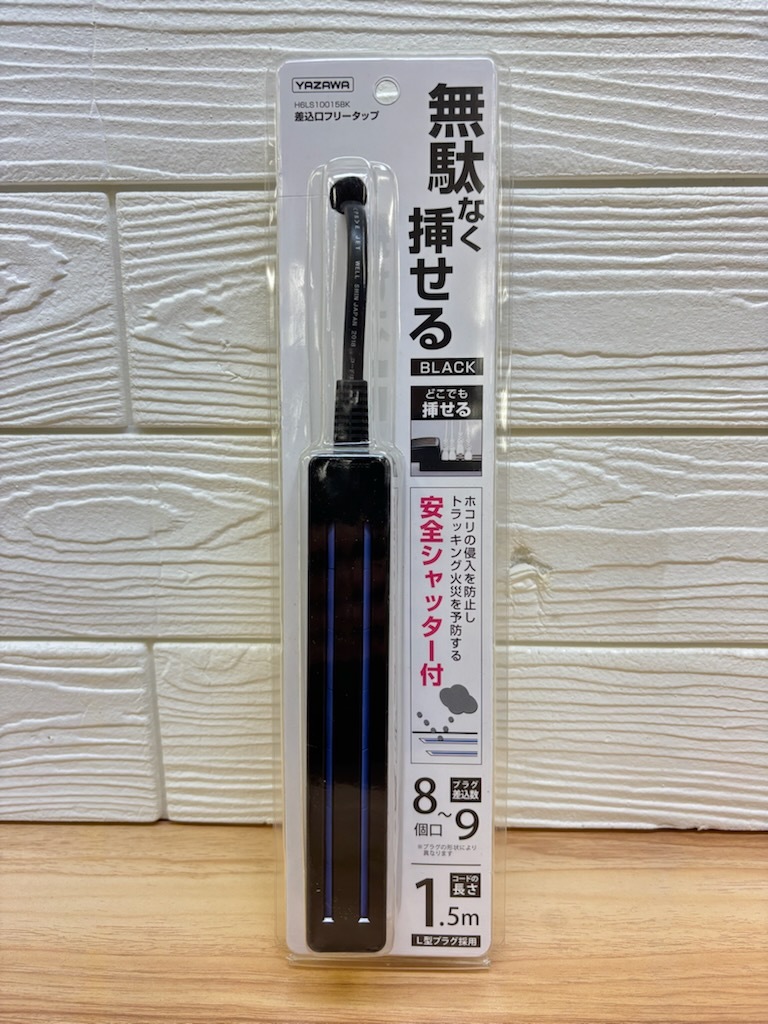 YAZAWA
H6LS10015BK
差込口フリータップ
無駄なく
挿せる
BLACK
どこでも
挿せる
ホコリの侵入を防止し
トラッキング火災を予防する
安全シャッター付
プラグ
差込数
8~9
個口
※プラグの形状により
異なります
コードの
長さ
1.5m
L型プラグ採用
WELL SHIN JAPAN 2018